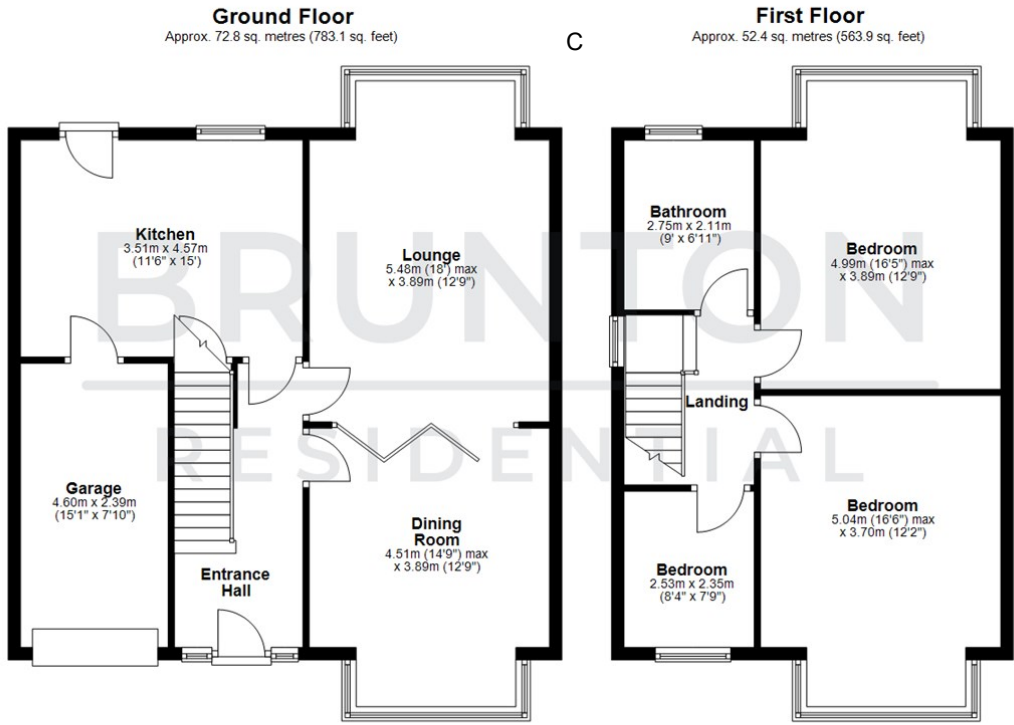 Ground Floor
Approx. 72.8 sq. metres (783.1 sq. feet)
C
First Floor
Approx. 52.4 sq. metres (563.9 sq. feet)
Kitchen
3.51m x 4.57m
(11'6" x 15')
Lounge
5.48m (18') max
x 3.89m (12'9")
Bathroom
2.75m x 2.11m
(9' x 6'11")
Bedroom
4.99m (16'5") max
x 3.89m (12'9")
BRUNTON
RESIDENTIAL
Landing
Garage
4.60m x 2.39m
(15'1" x 7'10")
Dining
Room
4.51m (14'9") max
x 3.89m (12'9")
Entrance
Hall
Bedroom
5.04m (16'6") max
x 3.70m (12'2")
Bedroom
2.53m x 2.35m
(8'4" x 7'9")